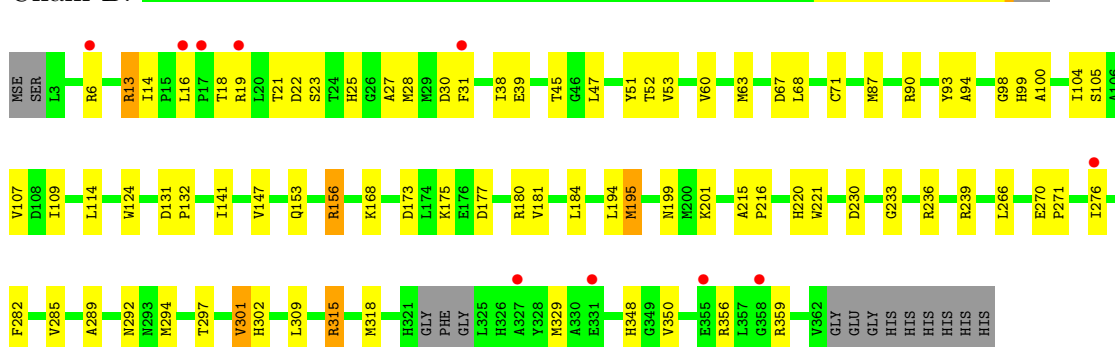 MSE SER L3 R6 R13 I14 P15 L16 P17 T18 R19 L20 T21 D22 S23 T24 H25 G26 A27 M28 M29 D30 F31 I38 E39 T45 G46 L47 Y51 T52 V53 V60 M63 D67 L68 C71 M87 R90 Y93 A94 G98 H99 A100 I104 S105 A106
V107 D108 I109 L114 W124 D131 P132 I141 V147 Q153 R156 K168 D173 L174 K175 E176 D177 R180 V181 L184 L194 M195 N199 M200 K201 A215 P216 H220 W221 D230 G233 R236 R239 L266 E270 P271 I276
F282 V285 A289 N292 N293 M294 T297 V301 H302 L309 R315 M318 H321 GLY PHE GLY L325 H326 A327 Y328 M329 A330 E331 H348 G349 V350 E355 R356 L357 G358 R359 V362 GLY GLU GLY HIS HIS HIS HIS HIS HIS